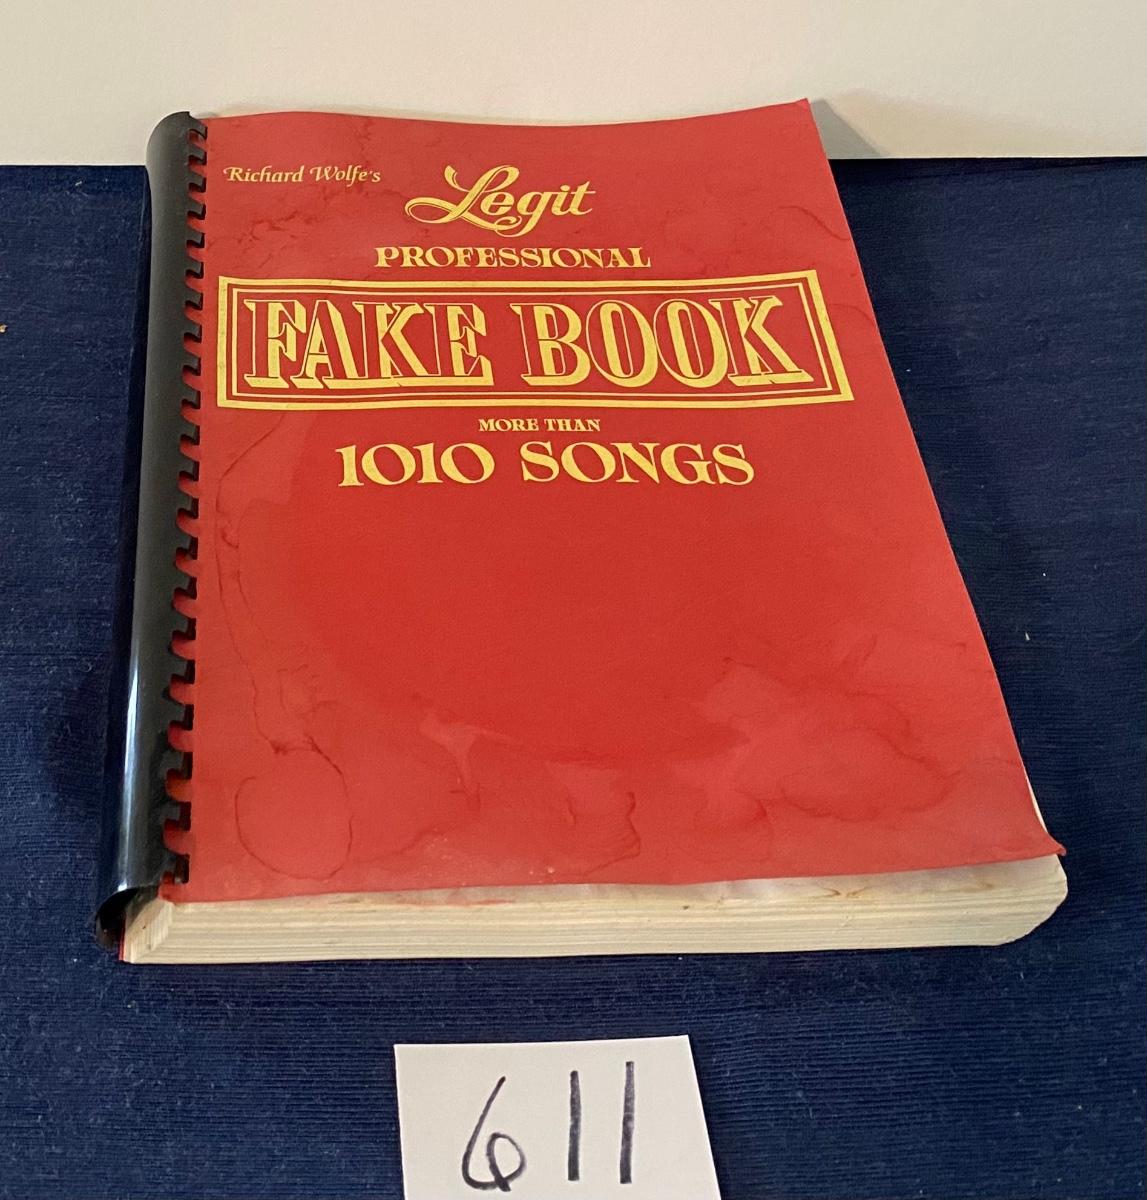 Richard Wolfe's
Legit
PROFESSIONAL
FAKE BOOK
MORE THAN
1010 SONGS
611